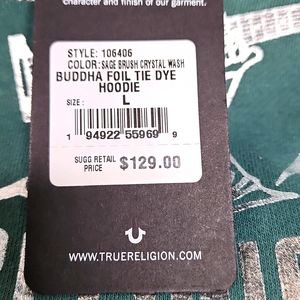 character and finish of our garment.
STYLE: 106406
COLOR: SAGE BRUSH CRYSTAL WASH
BUDDHA FOIL TIE DYE
HOODIE
SIZE: L
1 94922 55969 9
SUGG RETAIL
PRICE $129.00
WWW.TRUERELIGION.COM